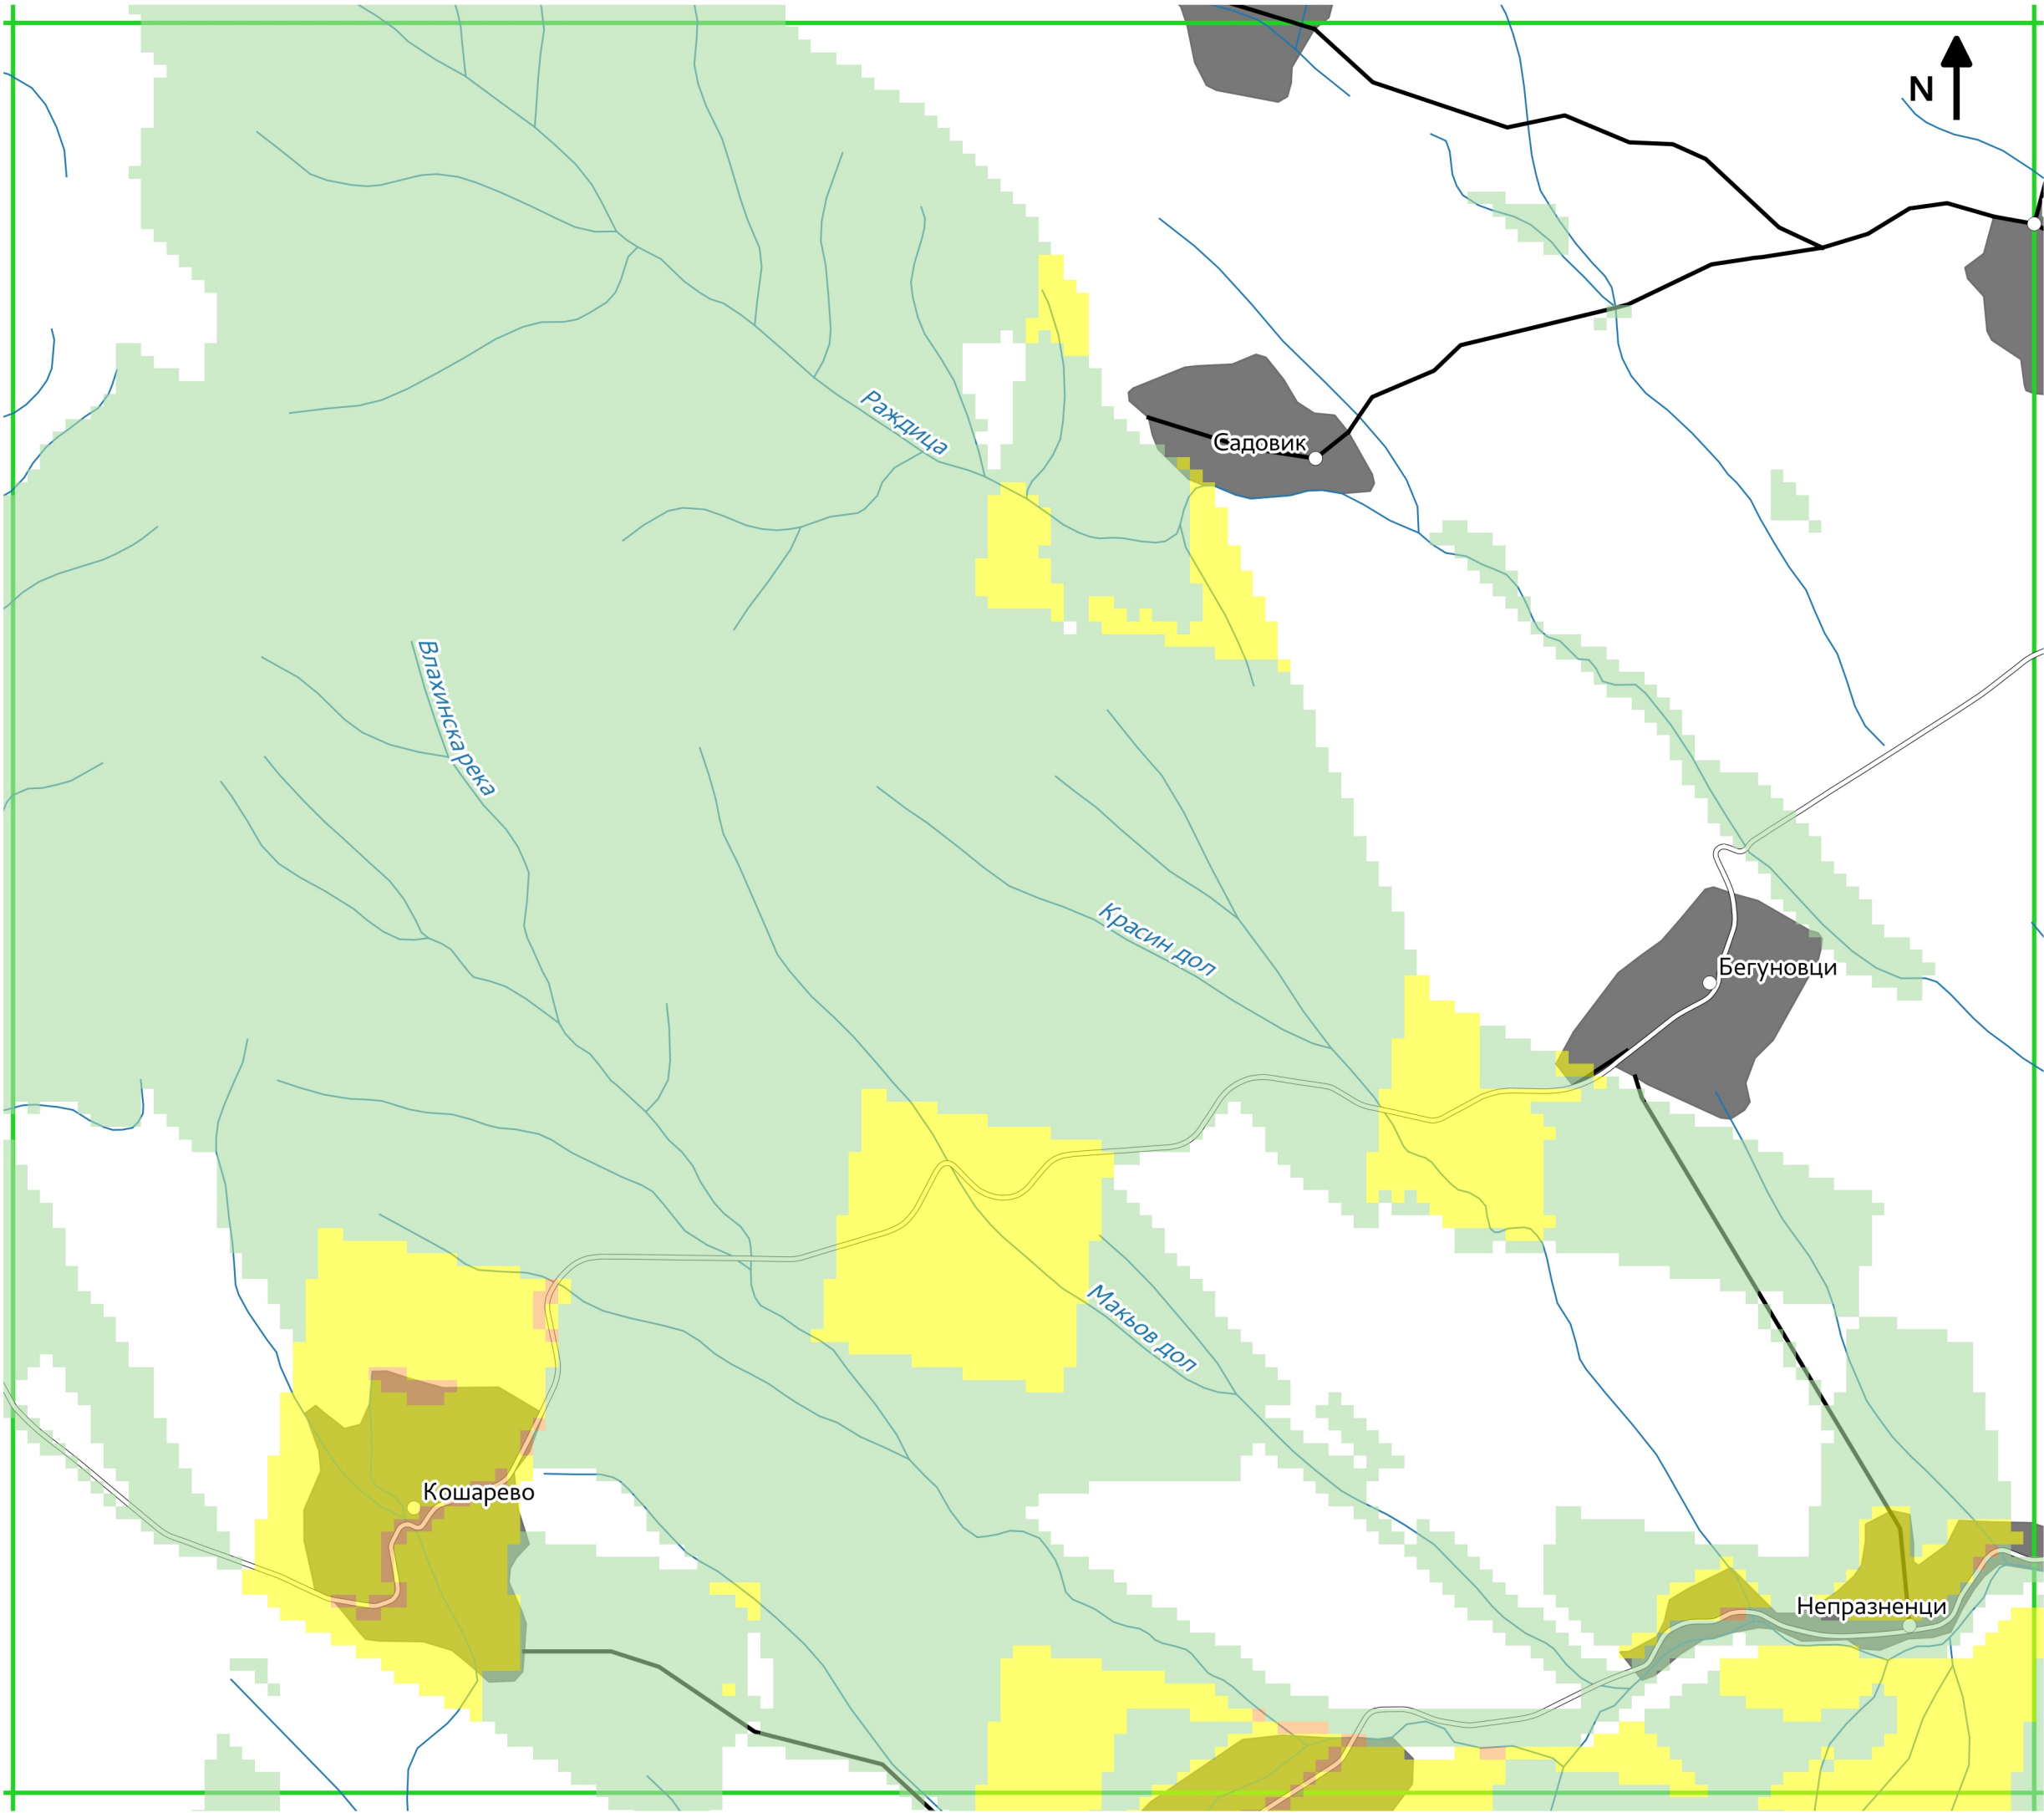 N
Раждица
Садовик
Влахинска река
Красин дол
Бегуновци
Макьов дол
Кошарево
Непразненци